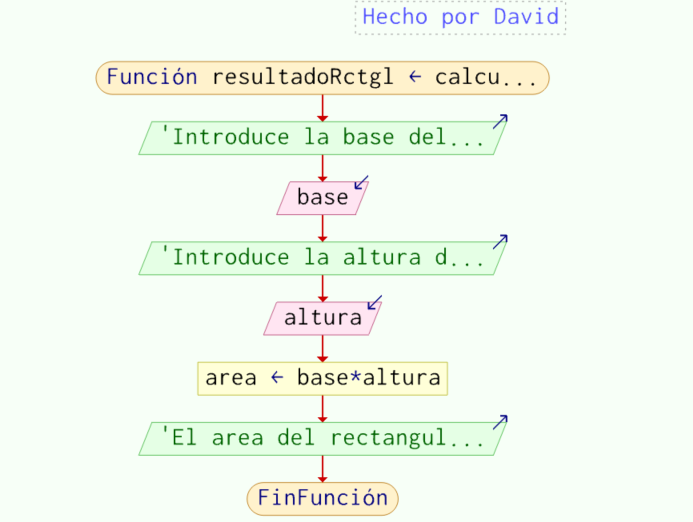 Hecho por David
Función resultadoRctgl ← calcu...
'Introduce la base del...
base
'Introduce la altura d...
altura
area ← base*altura
'El area del rectangul...
FinFunción